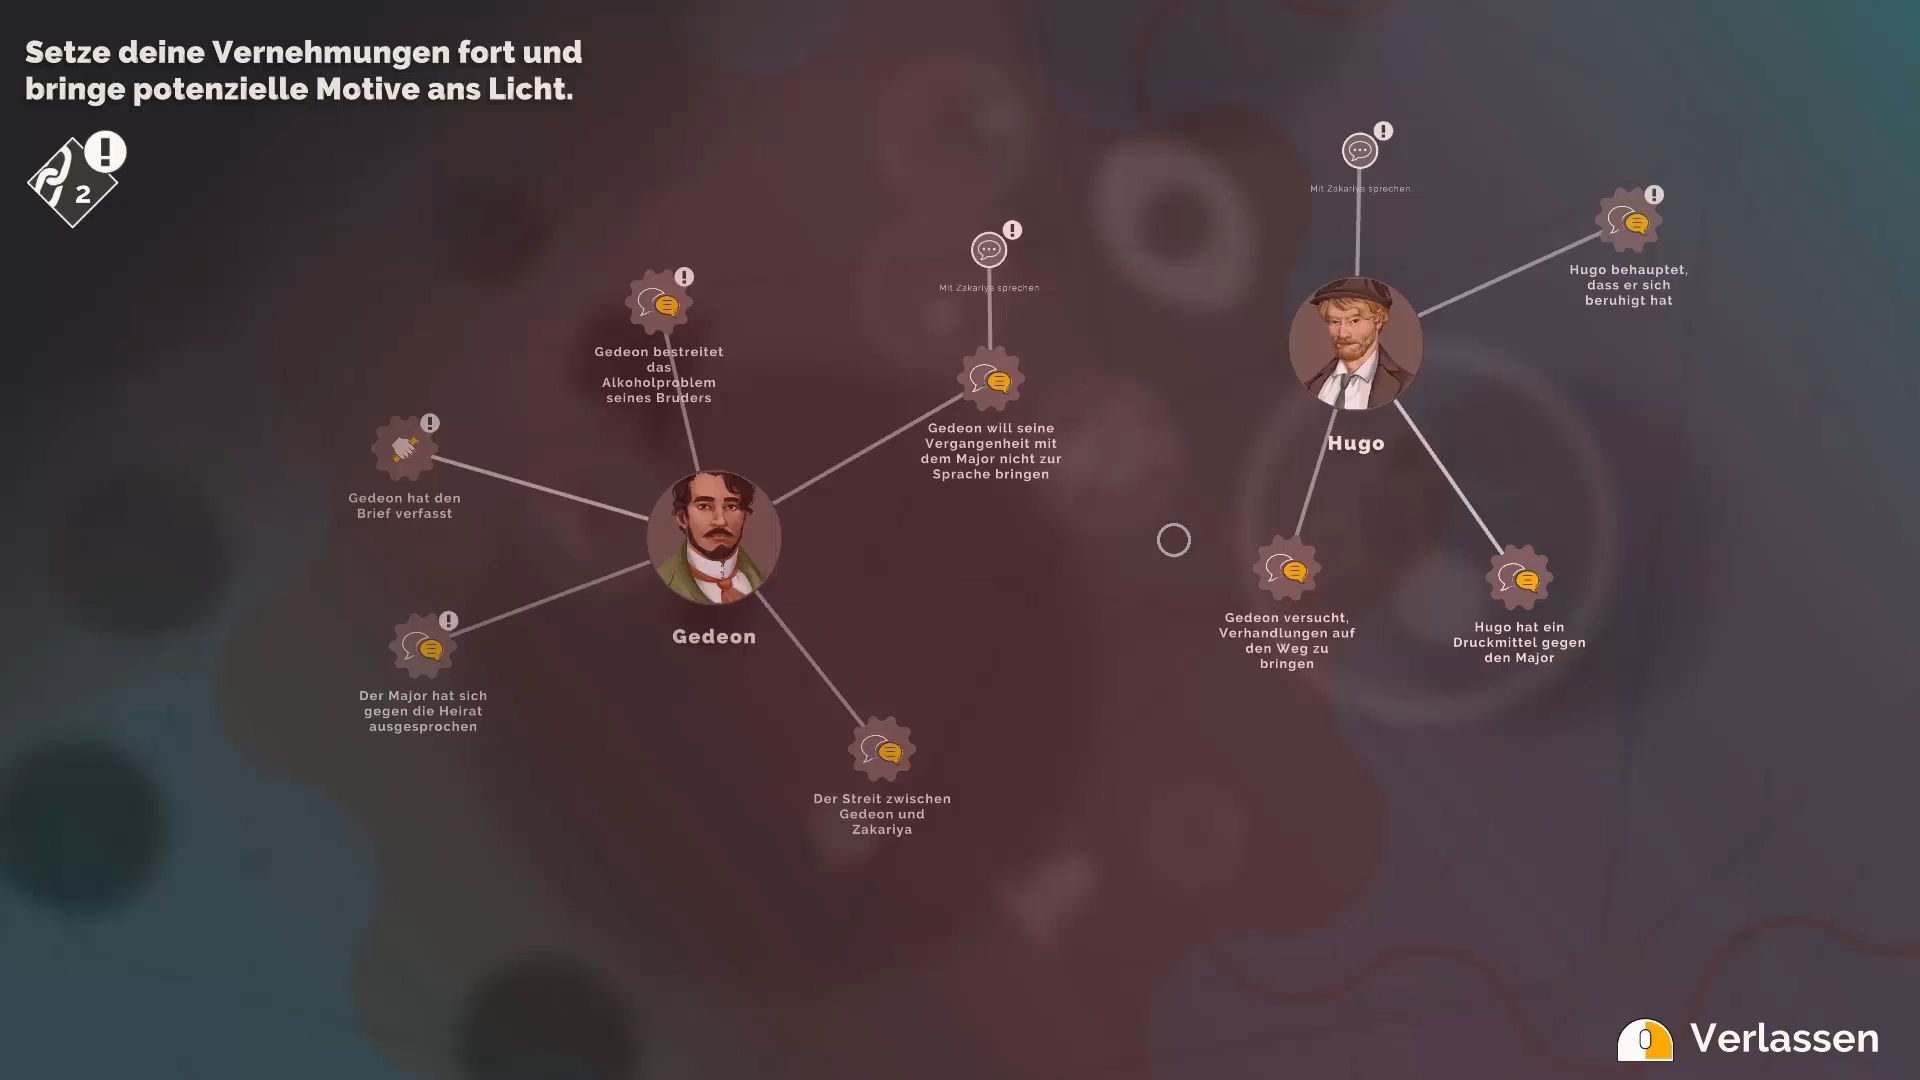 Setze deine Vernehmungen fort und
bringe potenzielle Motive ans Licht.
2
Mit Zakariya sprechen
Hugo behauptet,
dass er sich
beruhigt hat
Mit Zakariya sprechen
Gedeon bestreitet
das
Alkoholproblem
seines Bruders
Gedeon will seine
Vergangenheit mit
dem Major nicht zur
Sprache bringen
Hugo
Gedeon hat den
Brief verfasst
Gedeon
Gedeon versucht,
Verhandlungen auf
den Weg zu
bringen
Hugo hat ein
Druckmittel gegen
den Major
Der Major hat sich
gegen die Heirat
ausgesprochen
Der Streit zwischen
Gedeon und
Zakariya
Verlassen